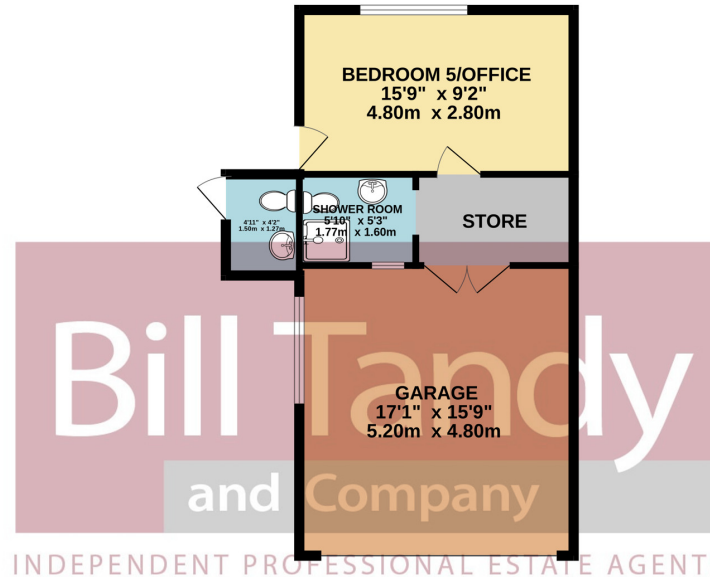 BEDROOM 5/OFFICE
15'9" x 9'2"
4.80m x 2.80m
4'11" x 4'2"
1.50m x 1.27m
SHOWER ROOM
5'10" x 5'3"
1.77m x 1.60m
STORE
GARAGE
17'1" x 15'9"
5.20m x 4.80m
Bill Tandy
and Company
INDEPENDENT PROFESSIONAL ESTATE AGENT